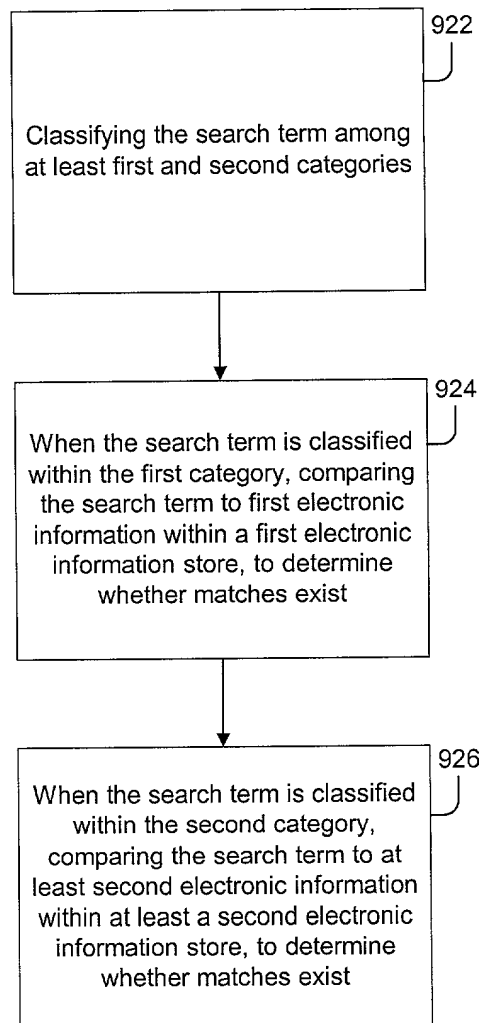 922
Classifying the search term among
at least first and second categories
924
When the search term is classified
within the first category, comparing
the search term to first electronic
information within a first electronic
information store, to determine
whether matches exist
926
When the search term is classified
within the second category,
comparing the search term to at
least second electronic information
within at least a second electronic
information store, to determine
whether matches exist